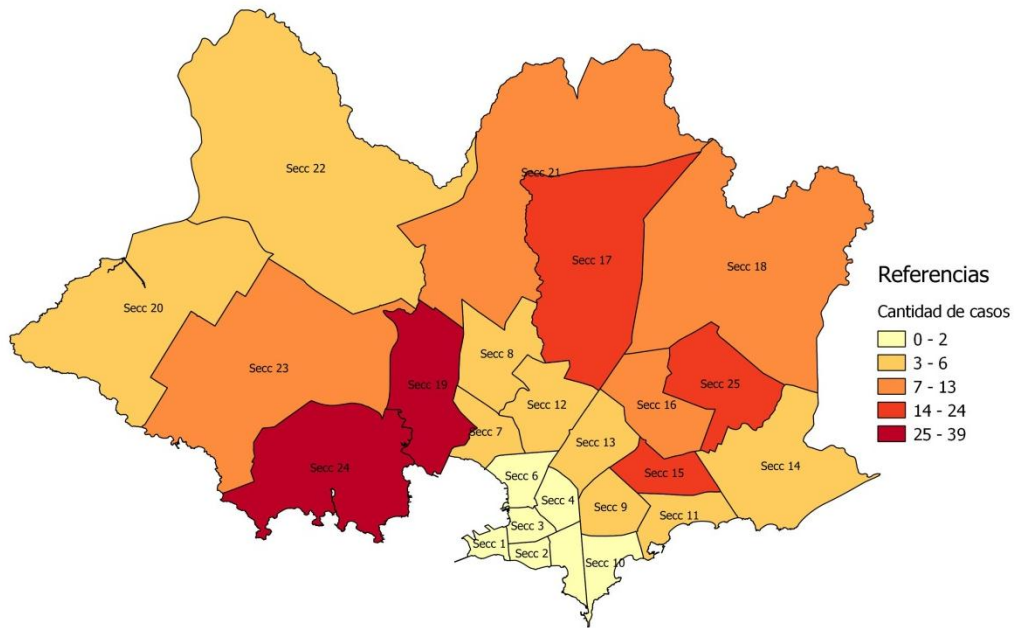 Secc 22
Secc 21
Secc 17
Secc 18
Secc 20
Secc 8
Secc 23
Secc 19
Secc 25
Secc 12
Secc 16
Secc 7
Secc 13
Secc 24
Secc 15
Secc 14
Secc 6
Secc 4
Secc 9
Secc 11
Secc 3
Secc 1
Secc 2
Secc 10
Referencias
Cantidad de casos
0 - 2
3 - 6
7 - 13
14 - 24
25 - 39